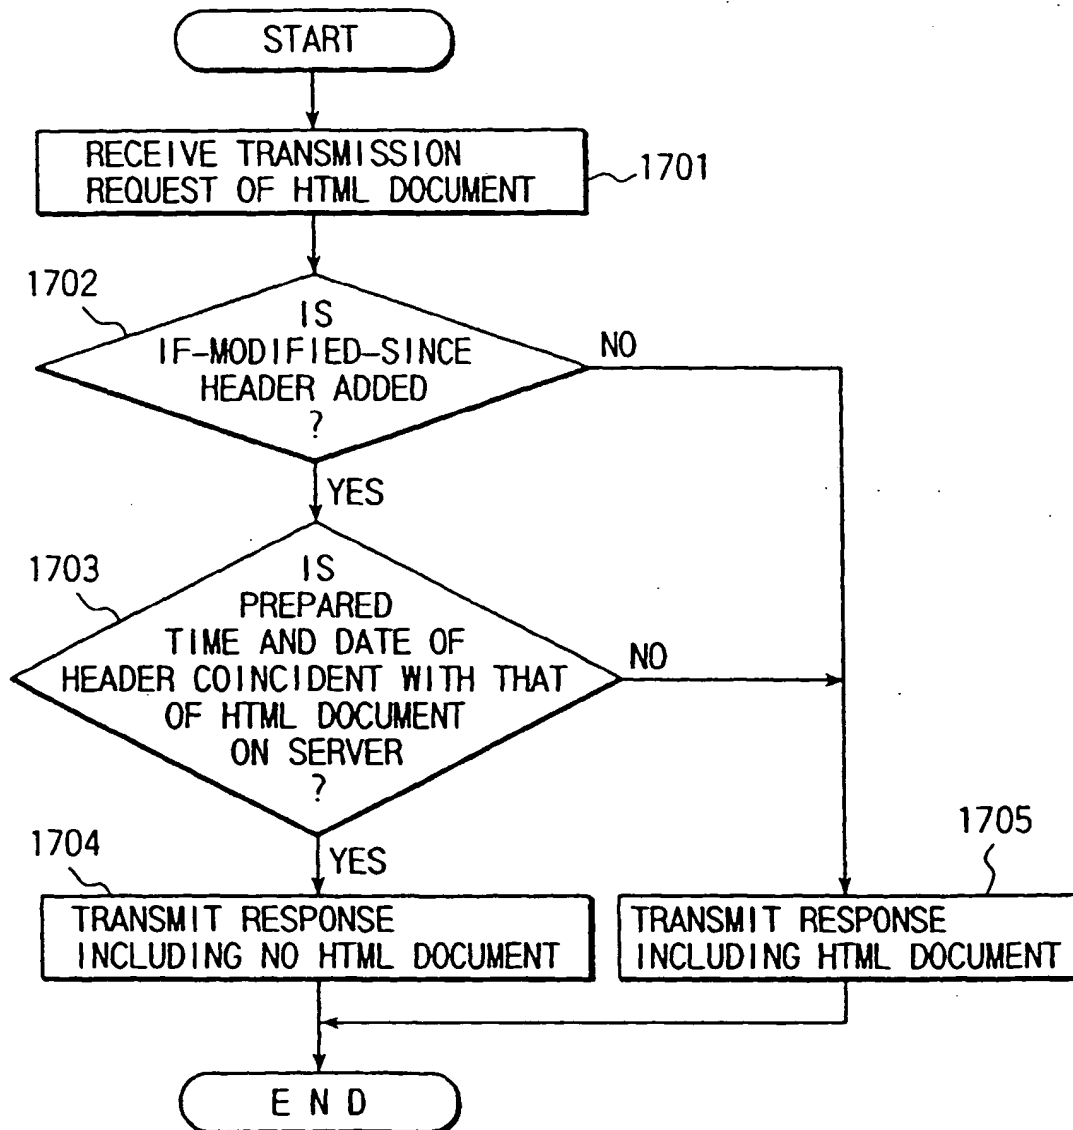 START
RECEIVE TRANSMISSION
REQUEST OF HTML DOCUMENT
1701
1702
IS
IF-MODIFIED-SINCE
HEADER ADDED
?
NO
YES
1703
IS
PREPARED
TIME AND DATE OF
HEADER COINCIDENT WITH THAT
OF HTML DOCUMENT
ON SERVER
?
NO
YES
1704
TRANSMIT RESPONSE
INCLUDING NO HTML DOCUMENT
1705
TRANSMIT RESPONSE
INCLUDING HTML DOCUMENT
END